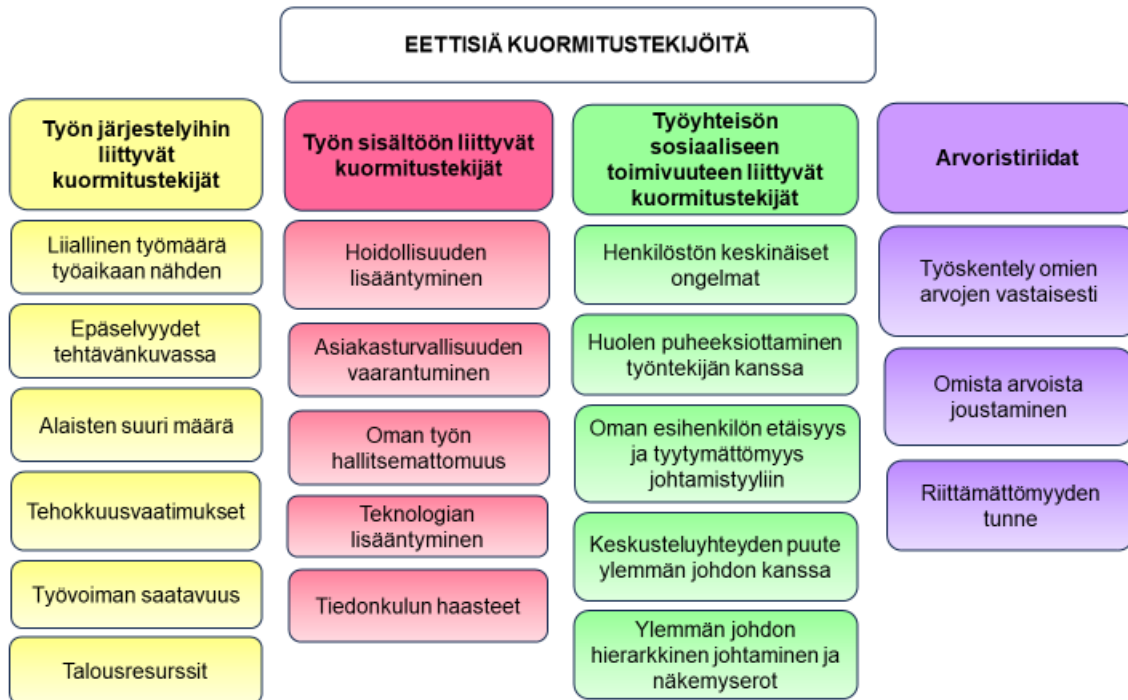 EETTISIÄ KUORMITUSTEKIJÖITÄ
Työn järjestelyihin
liittyvät
kuormitustekijät
Liiallinen työmäärä
työaikaan nähden
Epäselvyydet
tehtävänkuvassa
Alaisten suuri määrä
Tehokkuusvaatimukset
Työvoiman saatavuus
Talousresurssit
Työn sisältöön liittyvät
kuormitustekijät
Hoidollisuuden
lisääntyminen
Asiakasturvallisuuden
vaarantuminen
Oman työn
hallitsemattomuus
Teknologian
lisääntyminen
Tiedonkulun haasteet
Työyhteisön
sosiaaliseen
toimivuuteen liittyvät
kuormitustekijät
Henkilöstön keskinäiset
ongelmat
Huolen puheeksiottaminen
työntekijän kanssa
Oman esihenkilön etäisyys
ja tyytymättömyys
johtamistyyliin
Keskusteluyhteyden puute
ylemmän johdon kanssa
Ylemmän johdon
hierarkkinen johtaminen ja
näkemyserot
Arvoristiriidat
Työskentely omien
arvojen vastaisesti
Omista arvoista
joustaminen
Riittämättömyyden
tunne